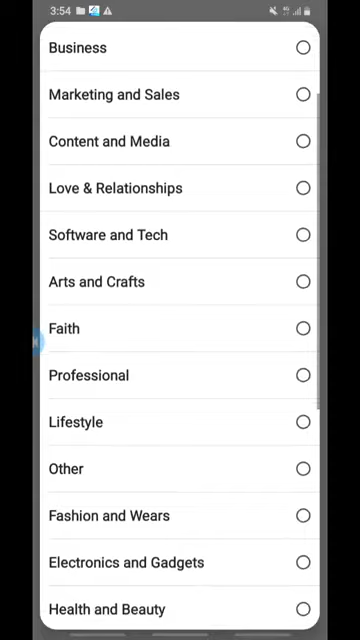 3:54
Business
Marketing and Sales
Content and Media
Love & Relationships
Software and Tech
Arts and Crafts
Faith
Professional
Lifestyle
Other
Fashion and Wears
Electronics and Gadgets
Health and Beauty